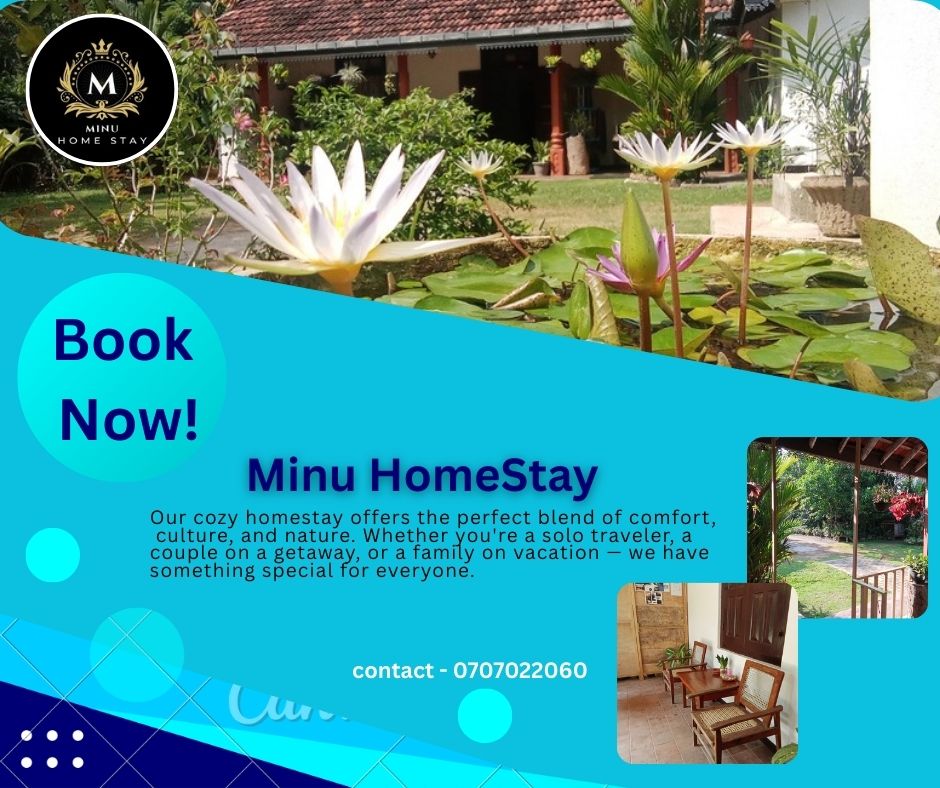 M
MINU
HOME STAY
Book
Now!
Minu HomeStay
Our cozy homestay offers the perfect blend of comfort,
culture, and nature. Whether you're a solo traveler, a
couple on a getaway, or a family on vacation — we have
something special for everyone.
contact - 0707022060